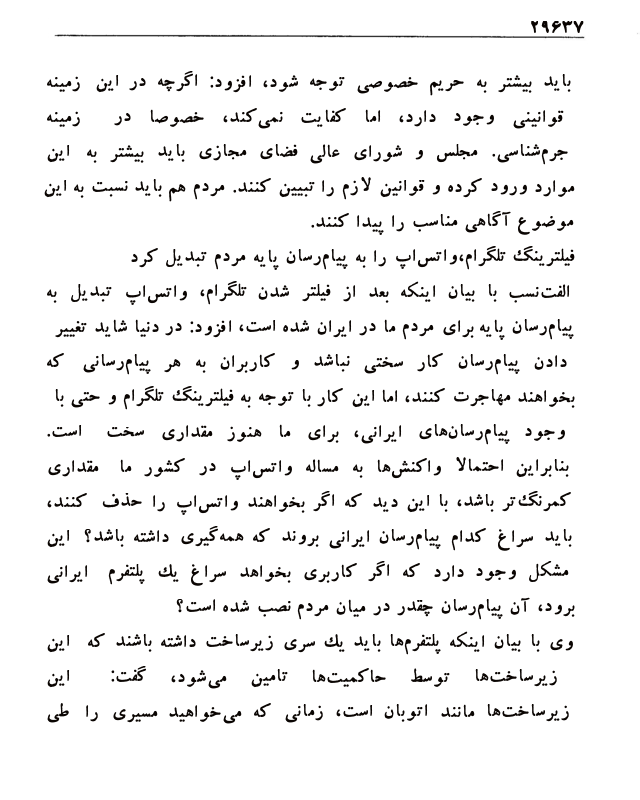 ۲۹۶۳۷
باید بیشتر به حریم خصوصی توجه شود، افزود: اگرچه در این زمینه
قوانینی وجود دارد، اما کفایت نمی‌کند، خصوصا در زمینه
جرم‌شناسی. مجلس و شورای عالی فضای مجازی باید بیشتر به این
موارد ورود کرده و قوانین لازم را تبیین کنند. مردم هم باید نسبت به این
موضوع آگاهی مناسب را پیدا کنند.
فیلترینگ تلگرام،واتس‌اپ را به پیام‌رسان پایه مردم تبدیل کرد
الفت‌نسب با بیان اینکه بعد از فیلتر شدن تلگرام، واتس‌اپ تبدیل به
پیام‌رسان پایه برای مردم ما در ایران شده است، افزود: در دنیا شاید تغییر
دادن پیام‌رسان کار سختی نباشد و کاربران به هر پیام‌رسانی که
بخواهند مهاجرت کنند، اما این کار با توجه به فیلترینگ تلگرام و حتی با
وجود پیام‌رسان‌های ایرانی، برای ما هنوز مقداری سخت است.
بنابراین احتمالا واکنش‌ها به مساله واتس‌اپ در کشور ما مقداری
کمرنگ‌تر باشد، با این دید که اگر بخواهند واتس‌اپ را حذف کنند،
باید سراغ کدام پیام‌رسان ایرانی بروند که همه‌گیری داشته باشد؟ این
مشکل وجود دارد که اگر کاربری بخواهد سراغ یك پلتفرم ایرانی
برود، آن پیام‌رسان چقدر در میان مردم نصب شده است؟
وی با بیان اینکه پلتفرم‌ها باید یك سری زیرساخت داشته باشند که این
زیرساخت‌ها توسط حاکمیت‌ها تامین می‌شود، گفت: این
زیرساخت‌ها مانند اتوبان است، زمانی که می‌خواهید مسیری را طی